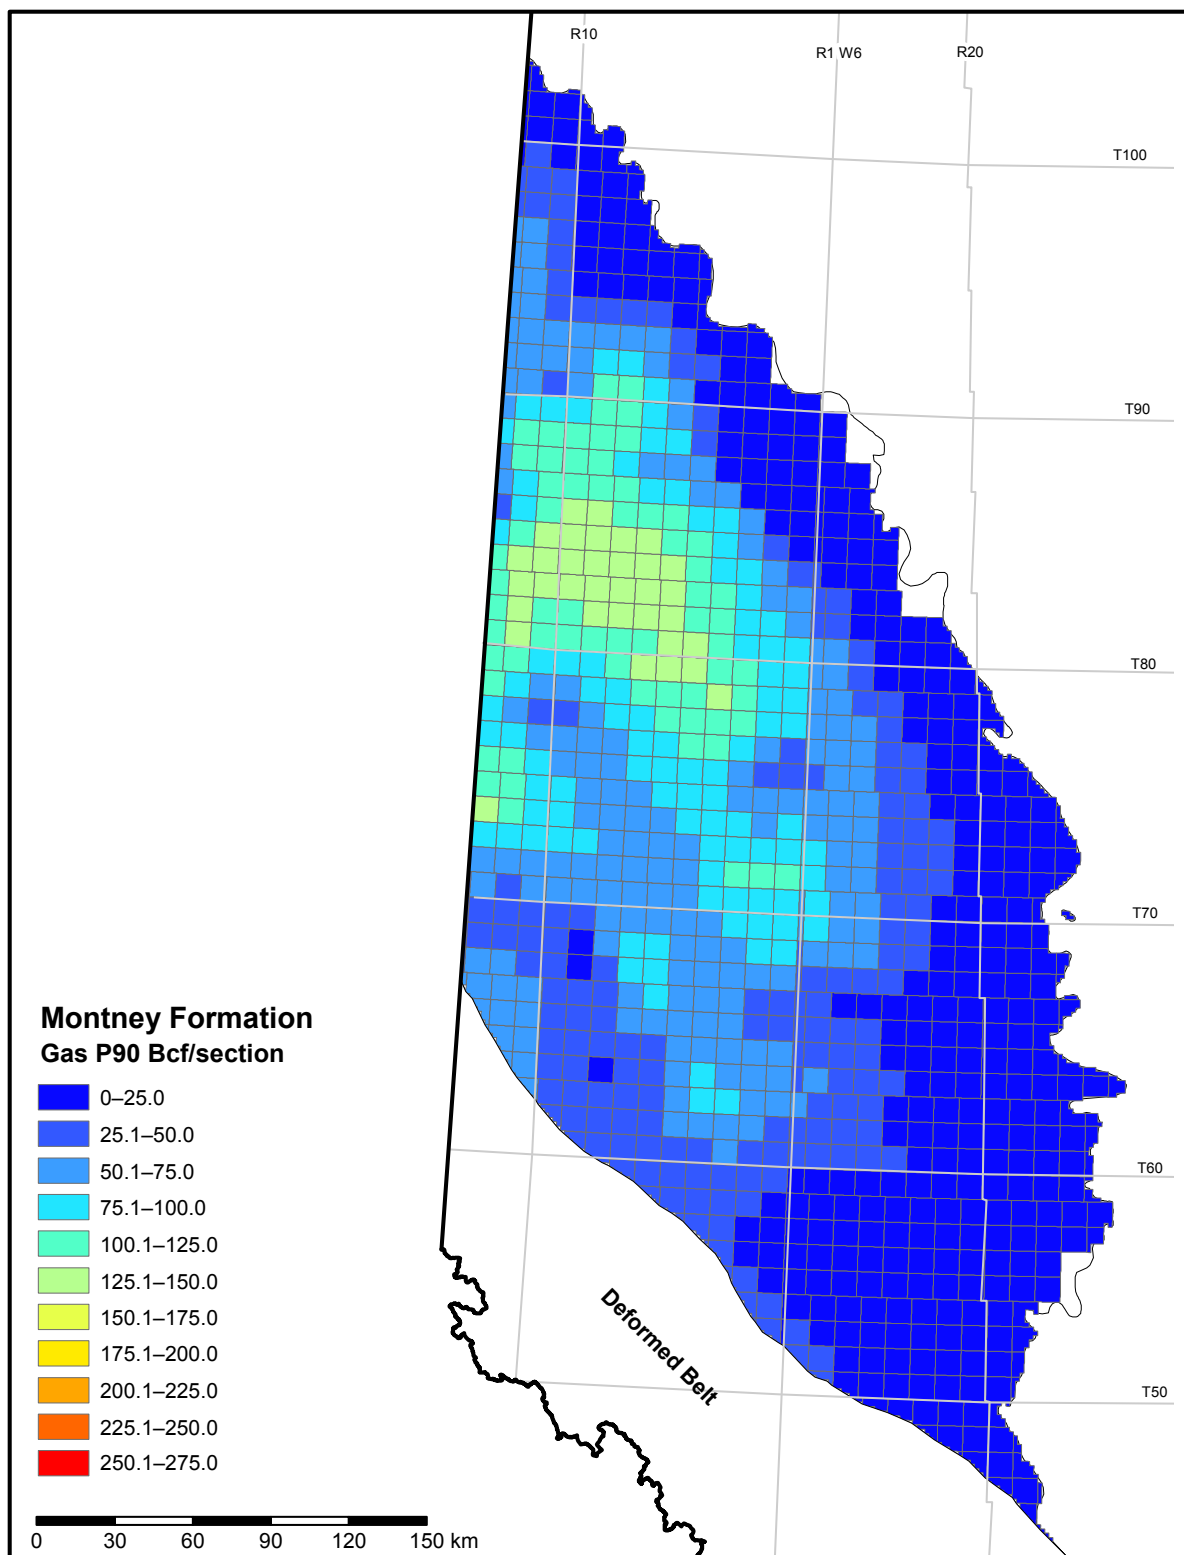 R10
R1 W6
R20
T100
T90
T80
T70
T60
T50
Deformed Belt
Montney Formation
Gas P90 Bcf/section
0–25.0
25.1–50.0
50.1–75.0
75.1–100.0
100.1–125.0
125.1–150.0
150.1–175.0
175.1–200.0
200.1–225.0
225.1–250.0
250.1–275.0
0 30 60 90 120 150 km